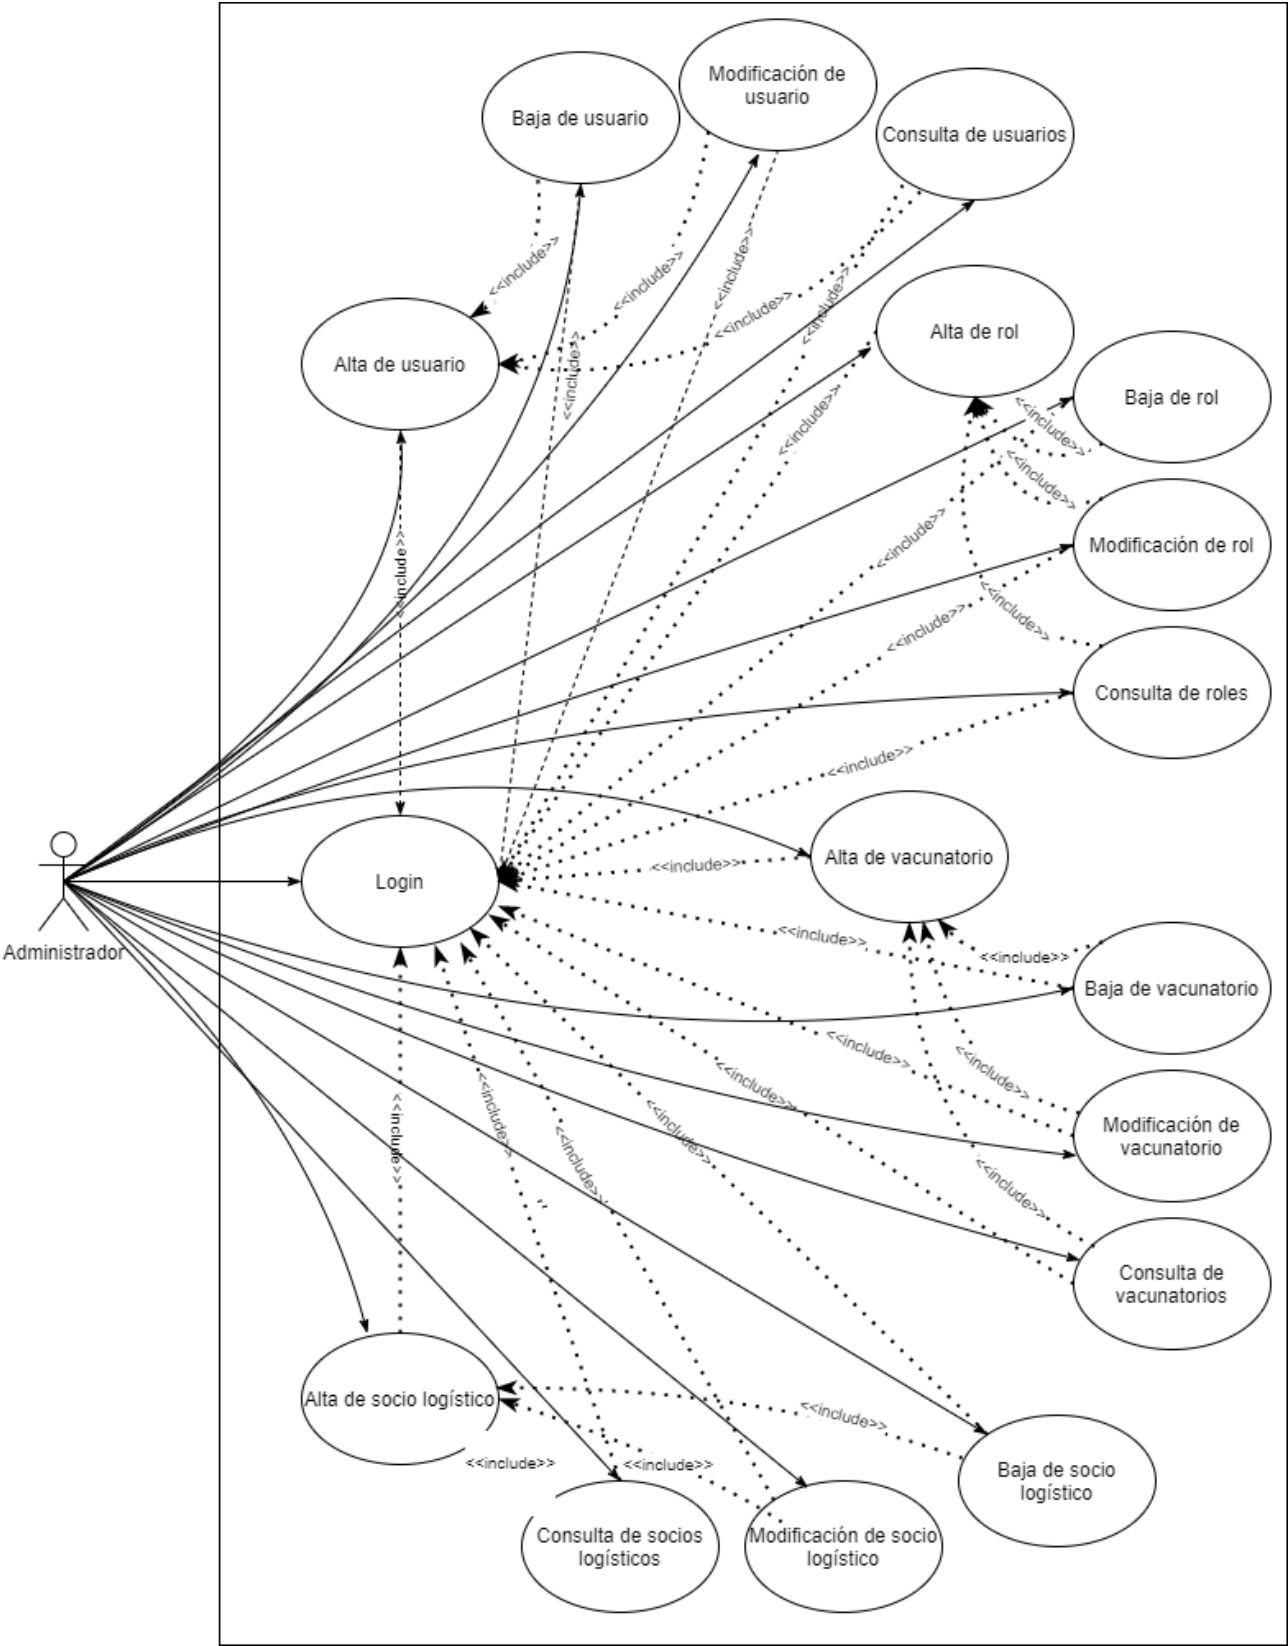 Modificación de
usuario
Baja de usuario
Consulta de usuarios
<<include>>
<<include>>
<<include>>
<<include>>
<<include>>
<<include>>
Alta de rol
Alta de usuario
Baja de rol
<<include>>
<<include>>
<<include>>
<<include>>
<<include>>
Modificación de rol
<<include>>
<<include>>
<<include>>
Consulta de roles
<<include>>
Alta de vacunatorio
<<include>>
Login
Administrador
<<include>>
<<include>>
Baja de vacunatorio
<<include>>
<<include>>
<<include>>
<<include>>
<<include>>
<<include>>
Modificación de
vacunatorio
<<include>>
<<include>>
Consulta de
vacunatorios
Alta de socio logístico
<<include>>
<<include>>
<<include>>
Baja de socio
logístico
Consulta de socios
logísticos
Modificación de socio
logístico